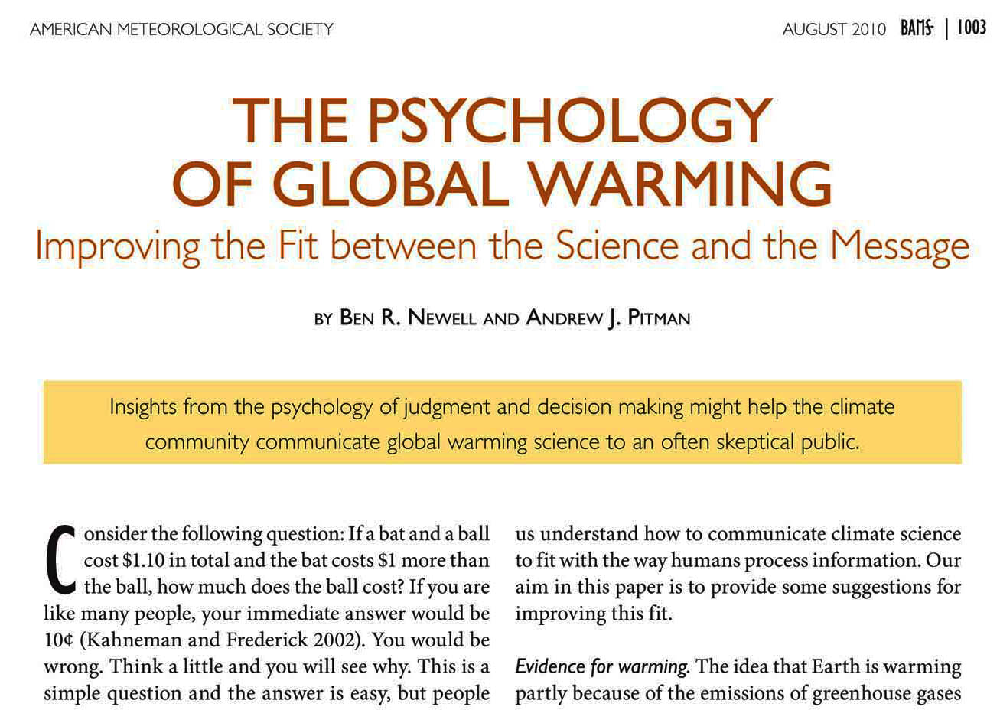 AMERICAN METEOROLOGICAL SOCIETY
AUGUST 2010 BAMS | 1003
THE PSYCHOLOGY
OF GLOBAL WARMING
Improving the Fit between the Science and the Message
BY BEN R. NEWELL AND ANDREW J. PITMAN
Insights from the psychology of judgment and decision making might help the climate
community communicate global warming science to an often skeptical public.
Consider the following question: If a bat and a ball
cost $1.10 in total and the bat costs $1 more than
the ball, how much does the ball cost? If you are
like many people, your immediate answer would be
10¢ (Kahneman and Frederick 2002). You would be
wrong. Think a little and you will see why. This is a
simple question and the answer is easy, but people
us understand how to communicate climate science
to fit with the way humans process information. Our
aim in this paper is to provide some suggestions for
improving this fit.
Evidence for warming. The idea that Earth is warming
partly because of the emissions of greenhouse gases